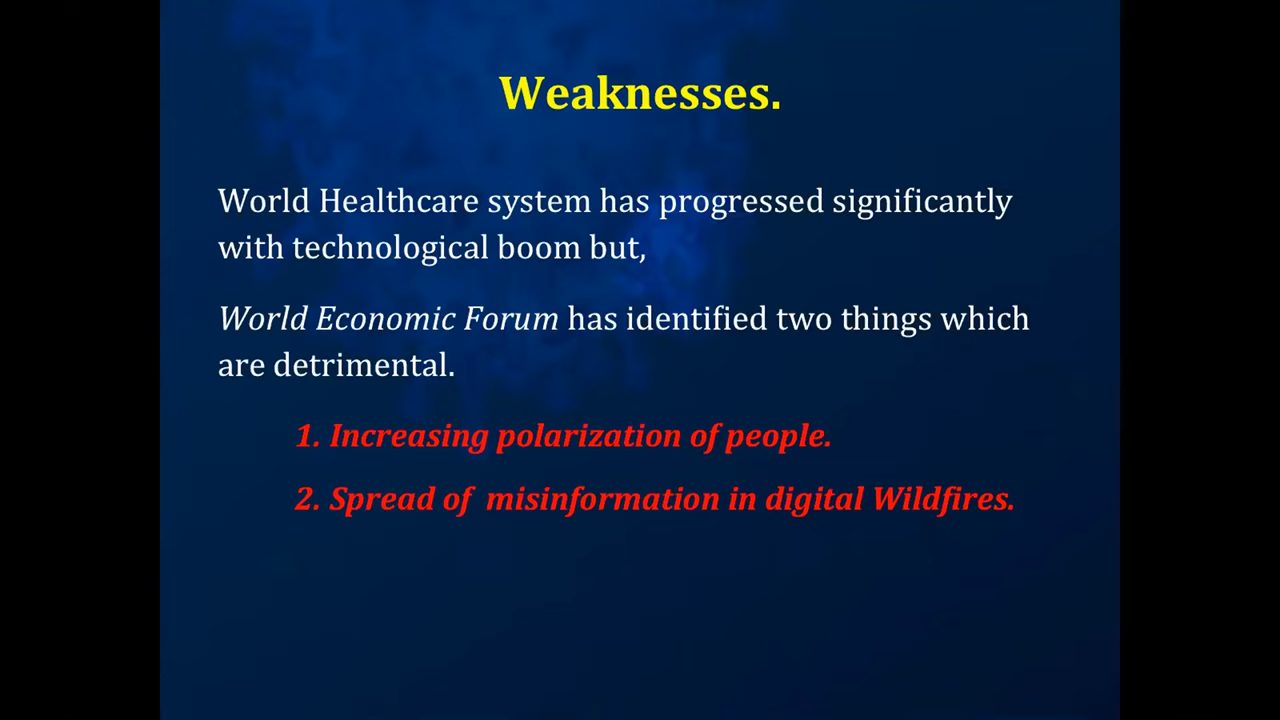 Weaknesses.
World Healthcare system has progressed significantly
with technological boom but,
World Economic Forum has identified two things which
are detrimental.
1. Increasing polarization of people.
2. Spread of  misinformation in digital Wildfires.